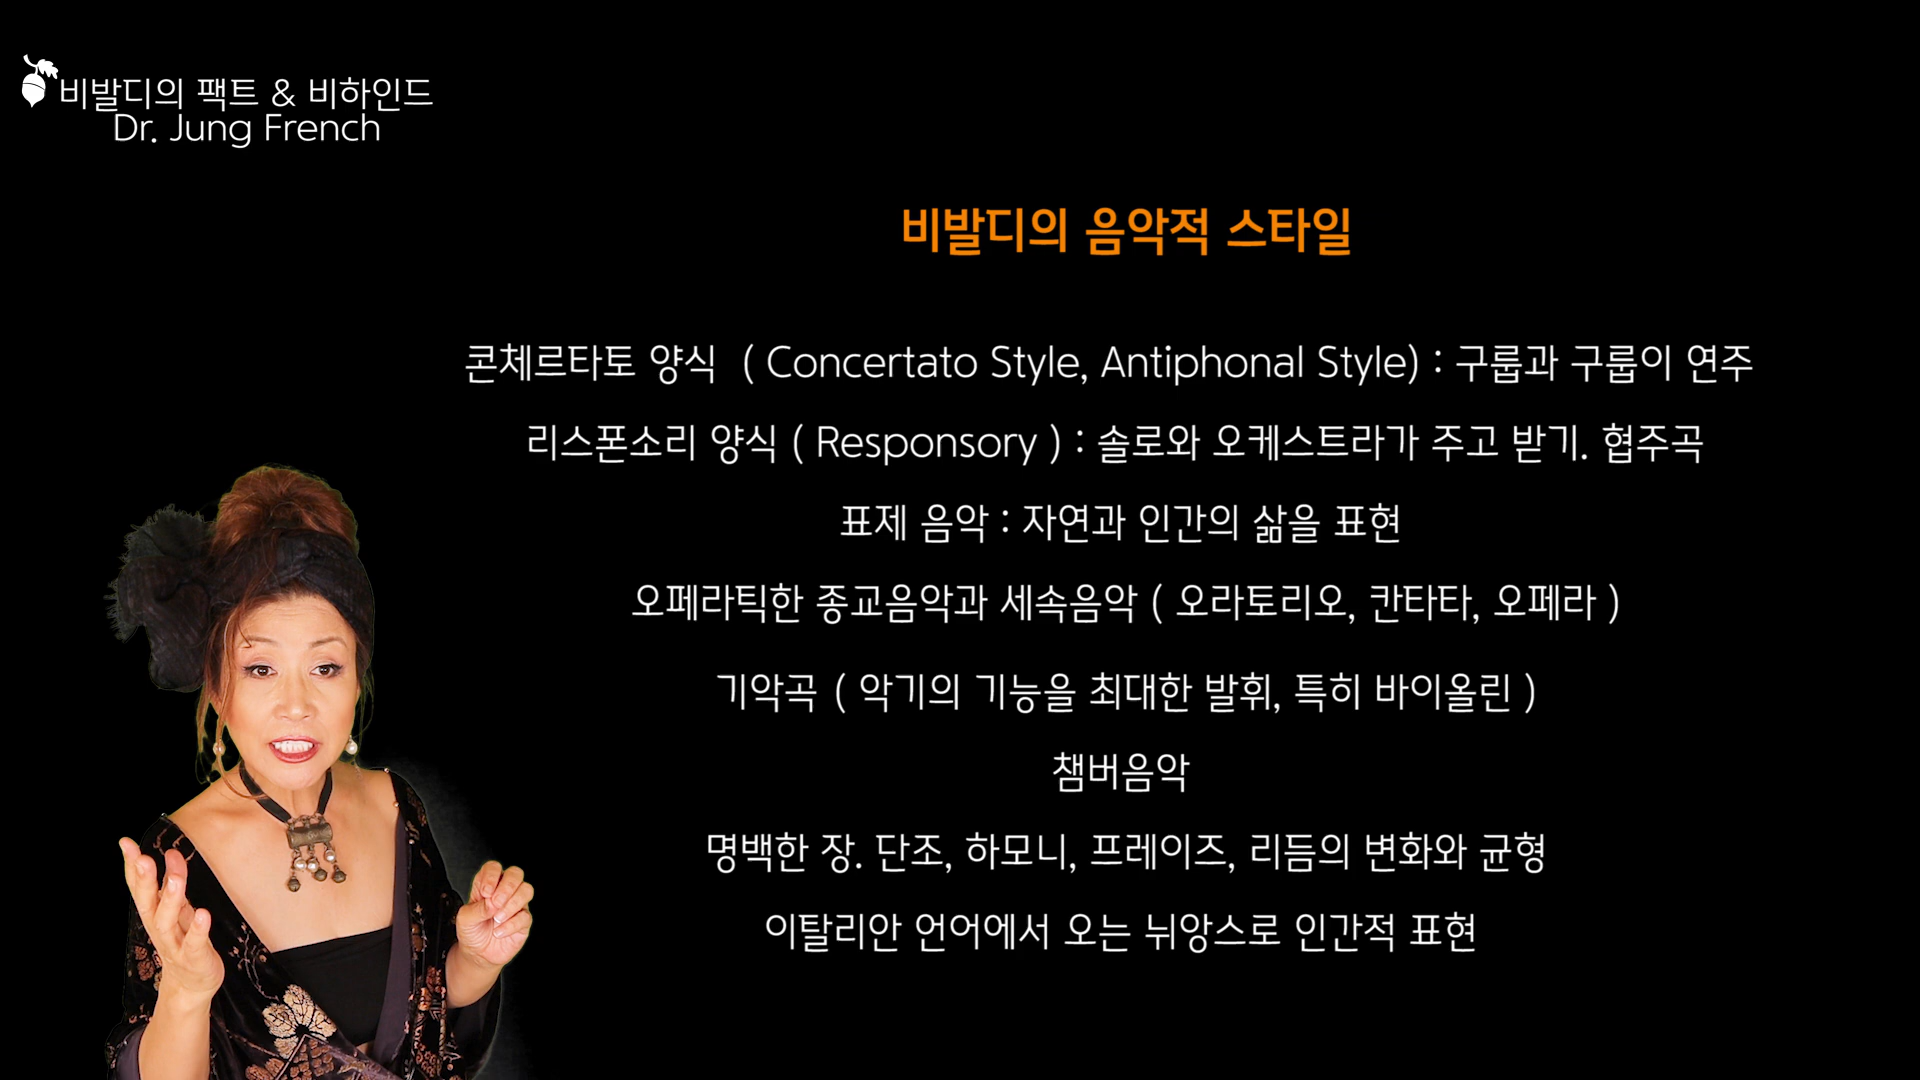 비발디의 팩트 & 비하인드
Dr. Jung French
비발디의 음악적 스타일
콘체르타토 양식 ( Concertato Style, Antiphonal Style) : 구룹과 구룹이 연주
리스폰소리 양식 ( Responsory ) : 솔로와 오케스트라가 주고 받기. 협주곡
표제 음악 : 자연과 인간의 삶을 표현
오페라틱한 종교음악과 세속음악 ( 오라토리오, 칸타타, 오페라 )
기악곡 ( 악기의 기능을 최대한 발휘, 특히 바이올린 )
챔버음악
명백한 장. 단조, 하모니, 프레이즈, 리듬의 변화와 균형
이탈리안 언어에서 오는 뉘앙스로 인간적 표현